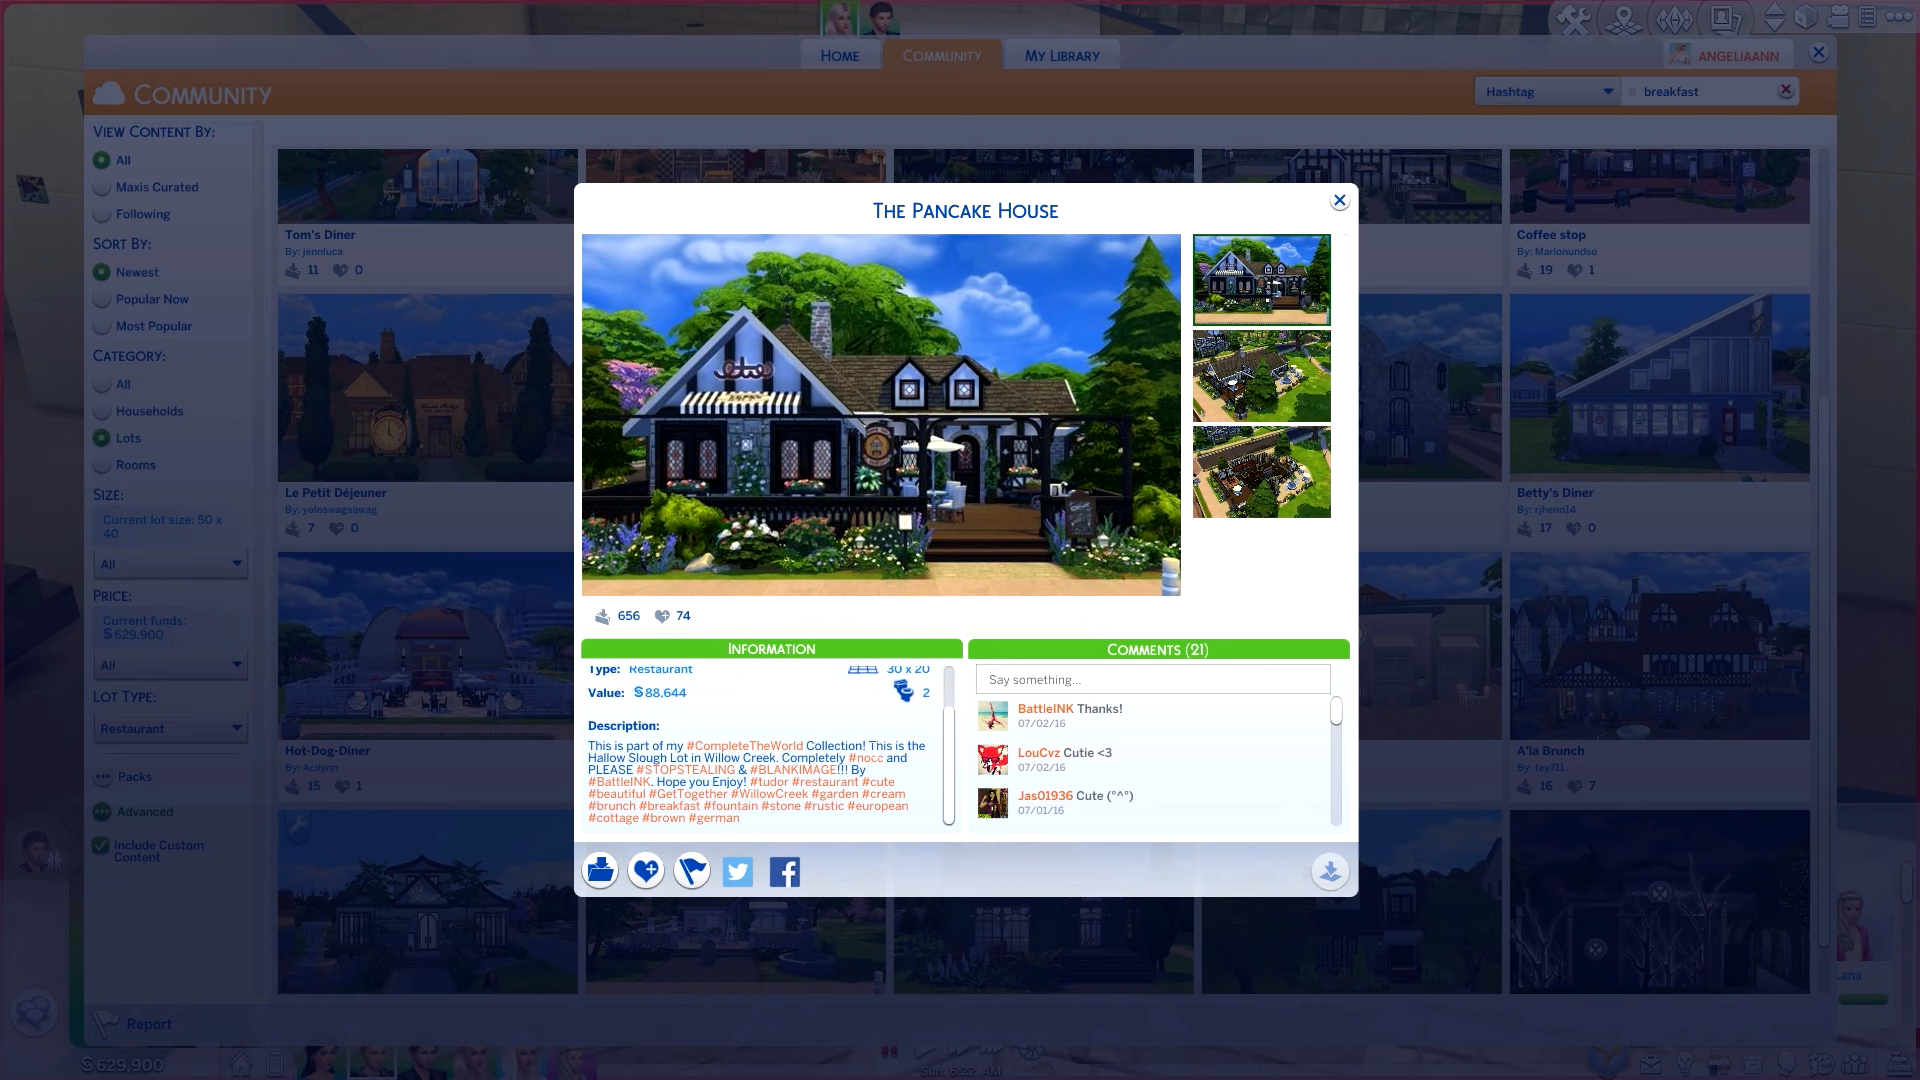 HOME
COMMUNITY
MY LIBRARY
ANGELIAANN
COMMUNITY
Hashtag
# breakfast
VIEW CONTENT BY:
All
Maxis Curated
Following
SORT BY:
Newest
Popular Now
Most Popular
CATEGORY:
All
Households
Lots
Rooms
SIZE:
Current lot size: 50 x
40
All
PRICE:
Current funds:
§629,900
All
LOT TYPE:
Restaurant
Packs
Advanced
Include Custom
Content
Report
Tom's Diner
By: jennluca
11 0
Coffee stop
By: Marlonundso
19 1
Le Petit Déjeuner
By: yoloswagsawag
7 0
Betty's Diner
By: rjhenn14
17 0
Hot-Dog-Diner
By: Acilynn
15 1
A'la Brunch
By: tey711
16 7
THE PANCAKE HOUSE
656 74
INFORMATION
Type: Restaurant 30 x 20
Value: §88,644 2
Description:
This is part of my #CompleteTheWorld Collection! This is the
Hallow Slough Lot in Willow Creek. Completely #nocc and
PLEASE #STOPSTEALING & #BLANKIMAGE!!! By
#BattleINK. Hope you Enjoy! #tudor #restaurant #cute
#beautiful #GetTogether #WillowCreek #garden #cream
#brunch #breakfast #fountain #stone #rustic #european
#cottage #brown #german
COMMENTS (21)
Say something...
BattleINK Thanks!
07/02/16
LouCvz Cutie <3
07/02/16
Jas01936 Cute (°^°)
07/01/16
Lana
§629,900
Sun. 6:22 AM